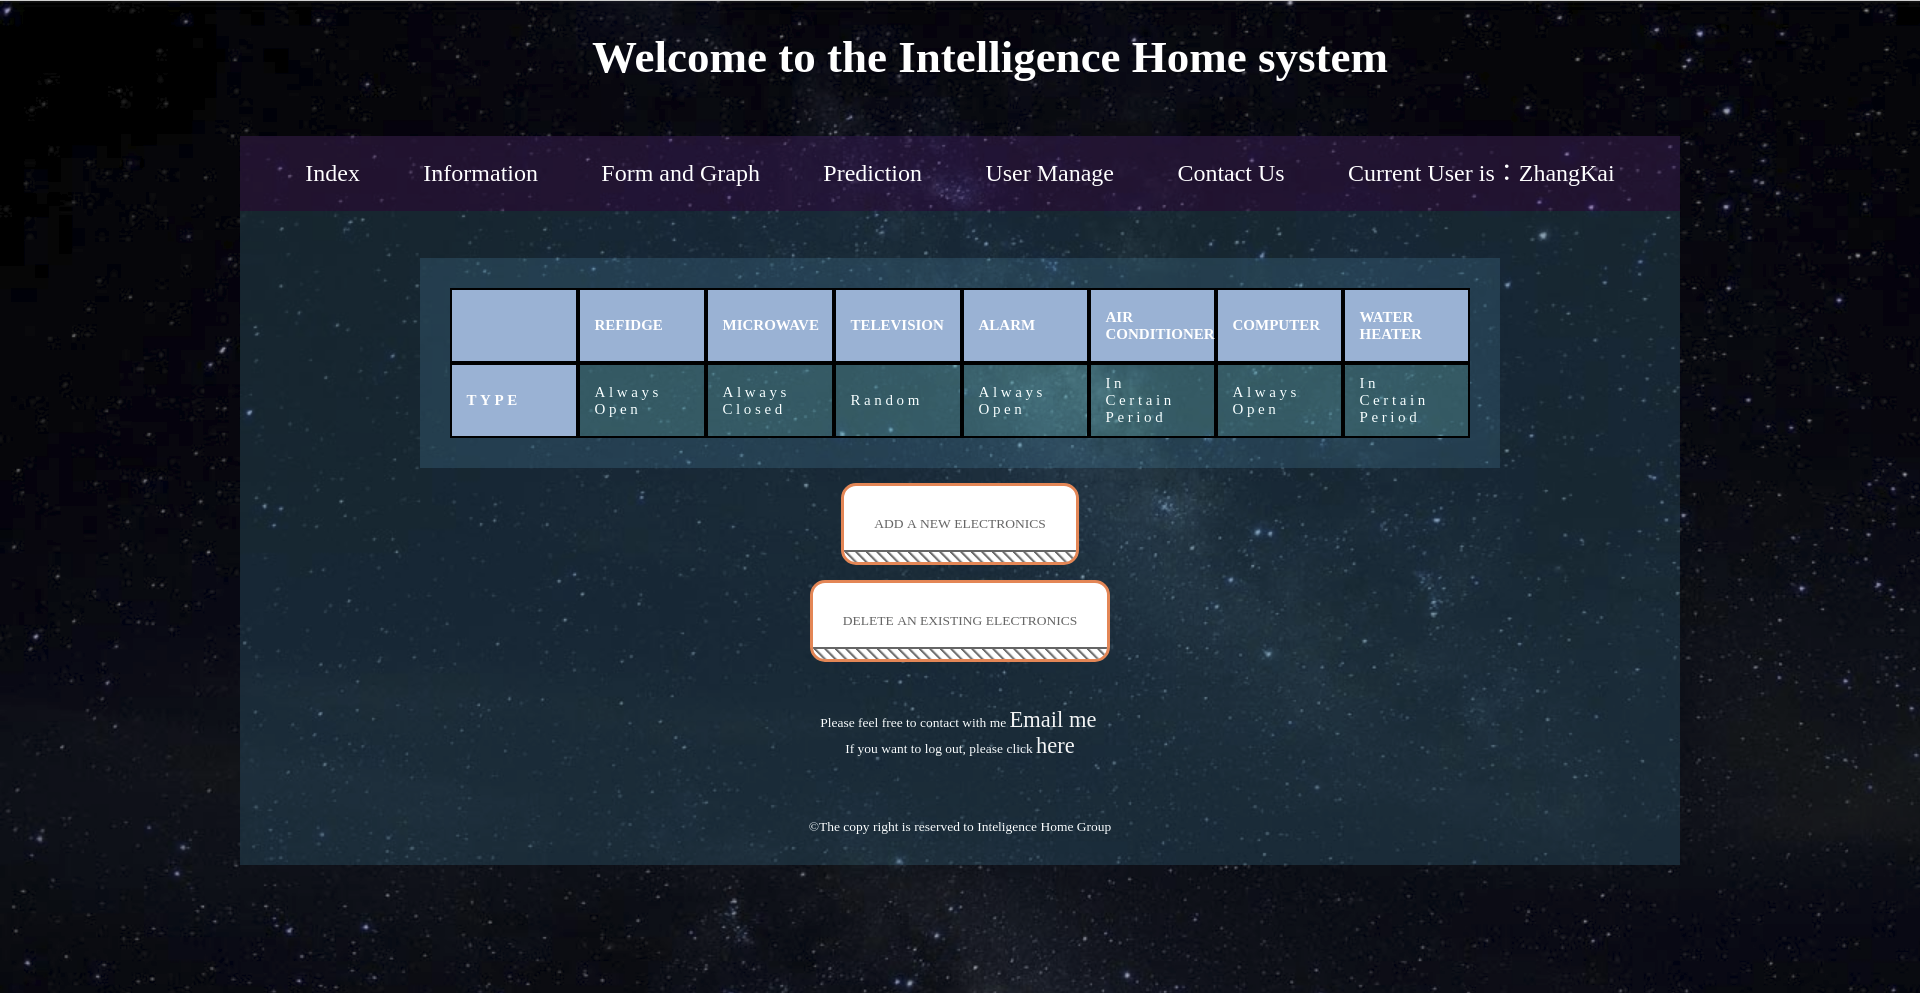 Welcome to the Intelligence Home system
Index Information Form and Graph Prediction User Manage Contact Us Current User is：ZhangKai
REFIDGE MICROWAVE TELEVISION ALARM AIR CONDITIONER COMPUTER WATER HEATER
TYPE Always Open Always Closed Random Always Open In Certain Period Always Open In Certain Period
ADD A NEW ELECTRONICS
DELETE AN EXISTING ELECTRONICS
Please feel free to contact with me Email me
If you want to log out, please click here
©The copy right is reserved to Inteligence Home Group